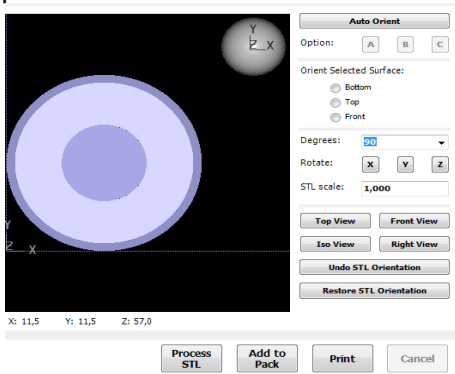 Auto Orient
Option: A B C
Orient Selected Surface:
Bottom
Top
Front
Degrees: 90
Rotate: X Y Z
STL scale: 1,000
Top View Front View
Iso View Right View
Undo STL Orientation
Restore STL Orientation
Y
Z X
Y
Z X
X: 11,5 Y: 11,5 Z: 57,0
Process STL Add to Pack Print Cancel